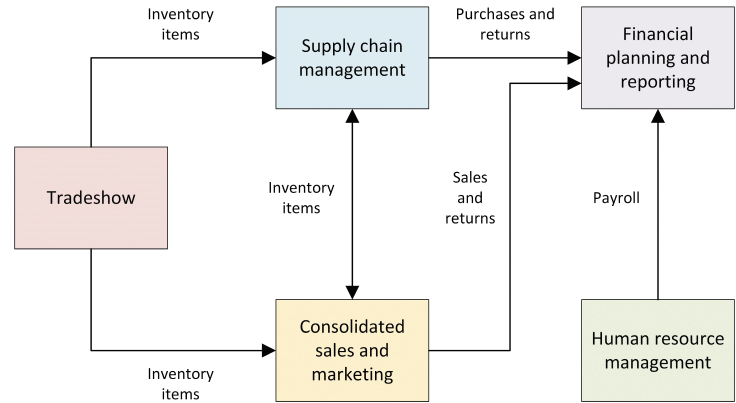 Inventory
items
Supply chain
management
Purchases and
returns
Financial
planning and
reporting
Tradeshow
Inventory
items
Sales
and
returns
Payroll
Consolidated
sales and
marketing
Human resource
management
Inventory
items